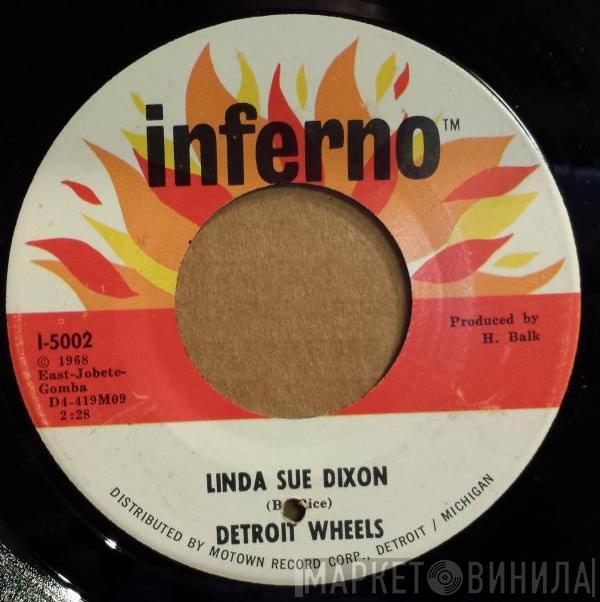 inferno™
I-5002
© 1968
East-Jobete-
Gomba
D4-419M09
2:28
Produced by
H. Balk
LINDA SUE DIXON
DETROIT WHEELS
DISTRIBUTED BY MOTOWN RECORD CORP., DETROIT / MICHIGAN
МАРКЕТ ВИНИЛА